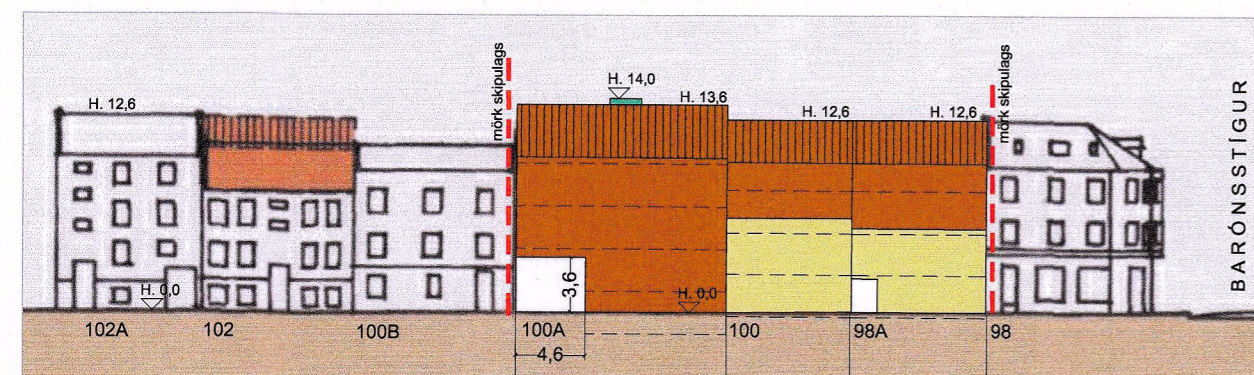 H. 12,6
mörk skipulags
H. 14,0
H. 13,6
H. 12,6
H. 12,6
mörk skipulags
BARÓNSSTÍGUR
3,6
H. 0,0
H. 0,0
102A
102
100B
100A
100
98A
98
4,6